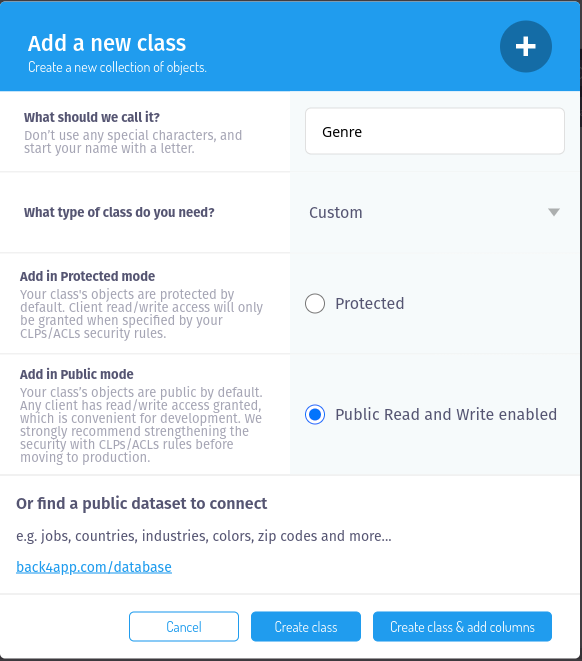 Add a new class
Create a new collection of objects.
What should we call it?
Don't use any special characters, and
start your name with a letter.
Genre
What type of class do you need?
Custom
Add in Protected mode
Your class's objects are protected by
default. Client read/write access will only
be granted when specified by your
CLPs/ACLs security rules.
Protected
Add in Public mode
Your class's objects are public by default.
Any client has read/write access granted,
which is convenient for development. We
strongly recommend strengthening the
security with CLPs/ACLs rules before
moving to production.
Public Read and Write enabled
Or find a public dataset to connect
e.g. jobs, countries, industries, colors, zip codes and more...
back4app.com/database
Cancel
Create class
Create class & add columns